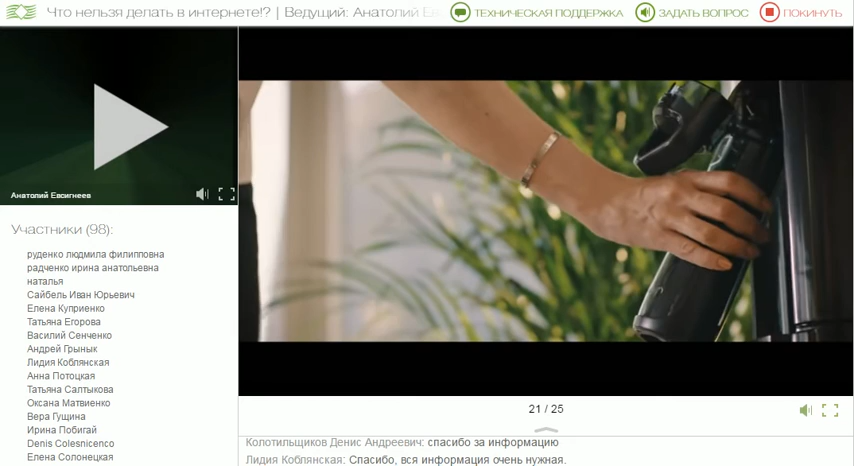 Что нельзя делать в интернете!? | Ведущий: Анатолий
ТЕХНИЧЕСКАЯ ПОДДЕРЖКА
ЗАДАТЬ ВОПРОС
ПОКИНУТЬ
Анатолий Евсигнеев
Участники (98):
руденко людмила филипповна
радченко ирина анатольевна
наталья
Сайбель Иван Юрьевич
Елена Куприенко
Татьяна Егорова
Василий Сенченко
Андрей Грынык
Лидия Коблянская
Анна Потоцкая
Татьяна Салтыкова
Оксана Матвиенко
Вера Гущина
Ирина Побигай
Denis Colesnicenco
Елена Солонецкая
21 / 25
Колотильщиков Денис Андреевич: спасибо за информацию
Лидия Коблянская: Спасибо, вся информация очень нужная.